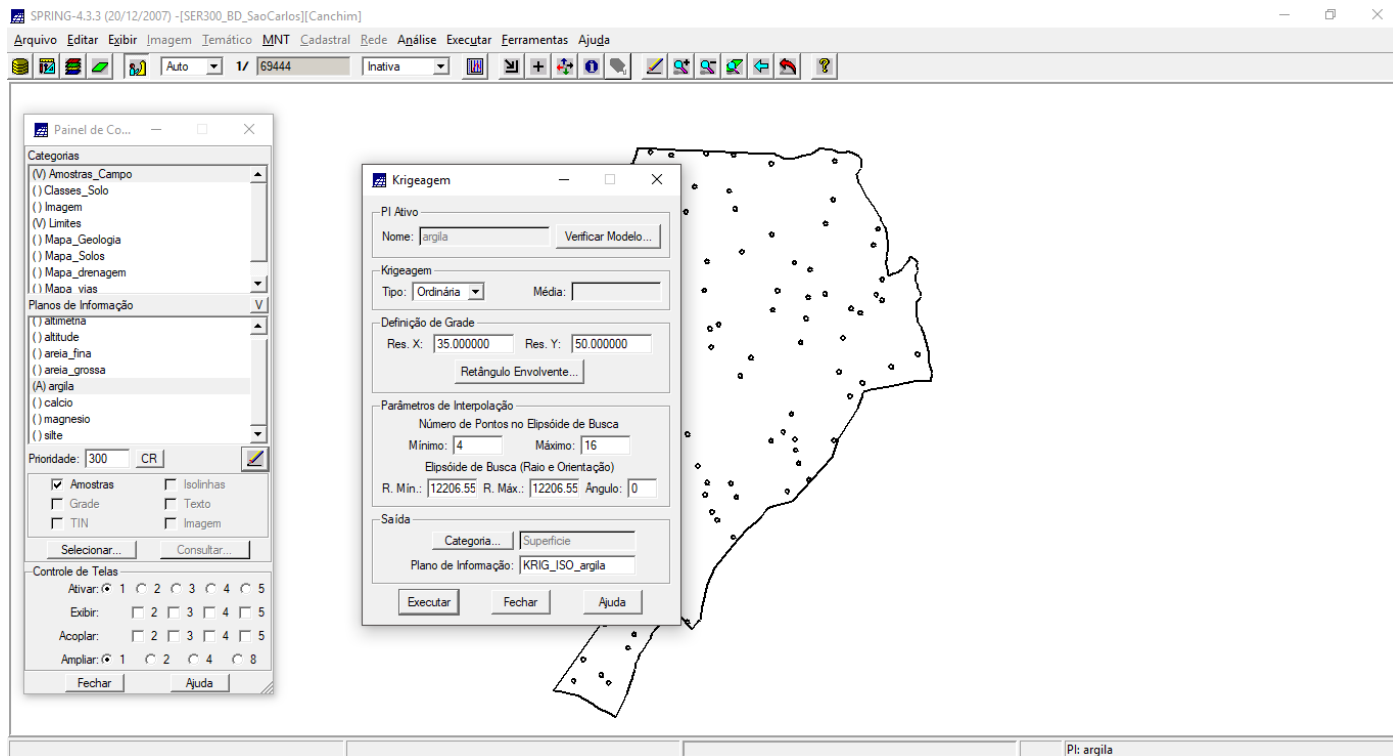 SPRING-4.3.3 (20/12/2007) -[SER300_BD_SaoCarlos][Canchim]
Arquivo Editar Exibir Imagem Temático MNT Cadastral Rede Análise Executar Ferramentas Ajuda
Auto 1/ 69444 Inativa
Painel de Co...
Categorias
(V) Amostras_Campo
( ) Classes_Solo
( ) Imagem
(V) Limites
( ) Mapa_Geologia
( ) Mapa_Solos
( ) Mapa_drenagem
( ) Mapa_vias
Planos de Informação V
( ) altimetria
( ) altitude
( ) areia_fina
( ) areia_grossa
(A) argila
( ) calcio
( ) magnesio
( ) silte
Prioridade: 300 CR
Amostras Isolinhas
Grade Texto
TIN Imagem
Selecionar... Consultar...
Controle de Telas
Ativar: 1 2 3 4 5
Exibir: 2 3 4 5
Acoplar: 2 3 4 5
Ampliar: 1 2 4 8
Fechar Ajuda
Krigeagem
PI Ativo
Nome: argila Verificar Modelo...
Krigeagem
Tipo: Ordinária Média:
Definição de Grade
Res. X: 35.000000 Res. Y: 50.000000
Retângulo Envolvente...
Parâmetros de Interpolação
Número de Pontos no Elipsóide de Busca
Mínimo: 4 Máximo: 16
Elipsóide de Busca (Raio e Orientação)
R. Mín.: 12206.55 R. Máx.: 12206.55 Ângulo: 0
Saída
Categoria... Superficie
Plano de Informação: KRIG_ISO_argila
Executar Fechar Ajuda
PI: argila